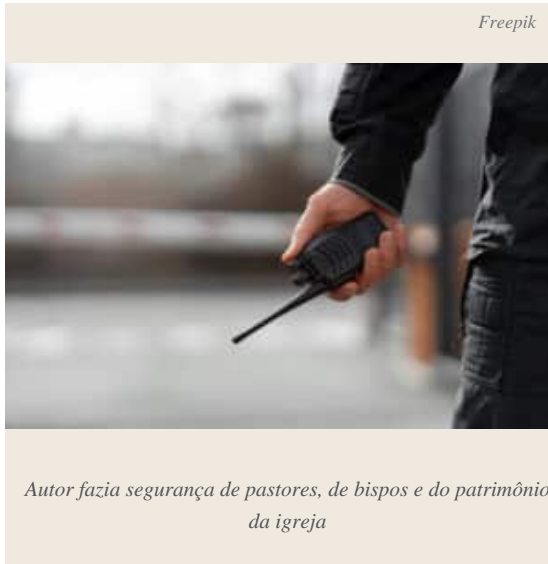 Freepik
Autor fazia segurança de pastores, de bispos e do patrimônio
da igreja